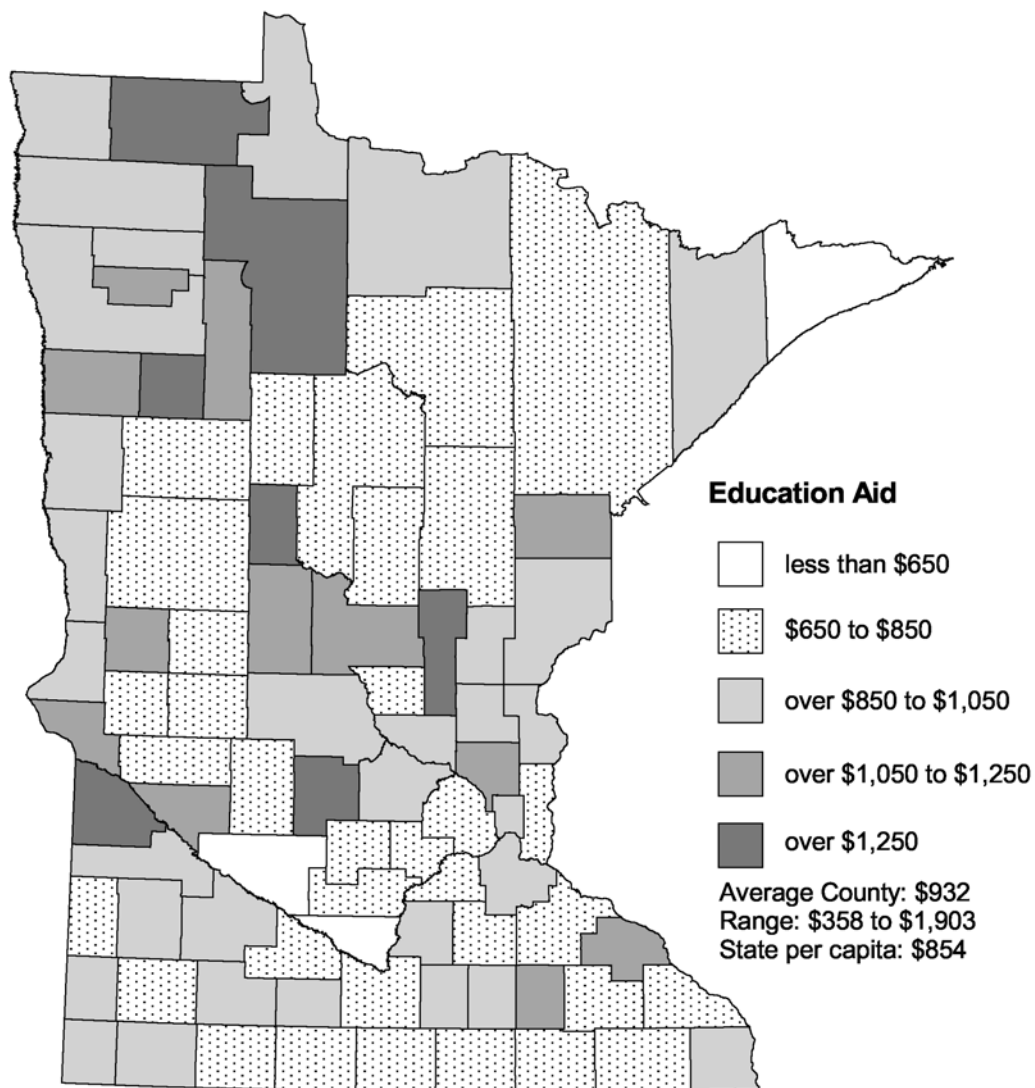 Education Aid
less than $650
$650 to $850
over $850 to $1,050
over $1,050 to $1,250
over $1,250
Average County: $932
Range: $358 to $1,903
State per capita: $854